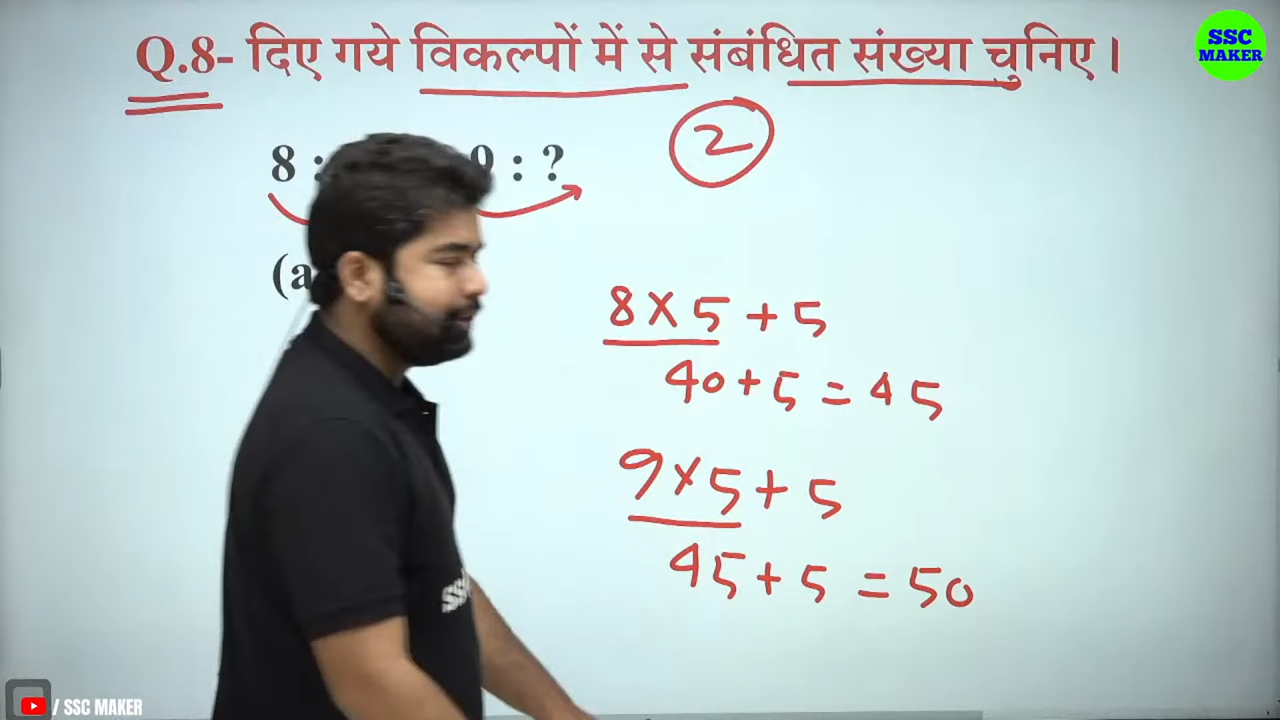 Q.8- दिए गये विकल्पों में से संबंधित संख्या चुनिए।
SSC
MAKER
8 : 9 : ?
2
(a
8 × 5 + 5
40 + 5 = 45
9 × 5 + 5
45 + 5 = 50
/ SSC MAKER